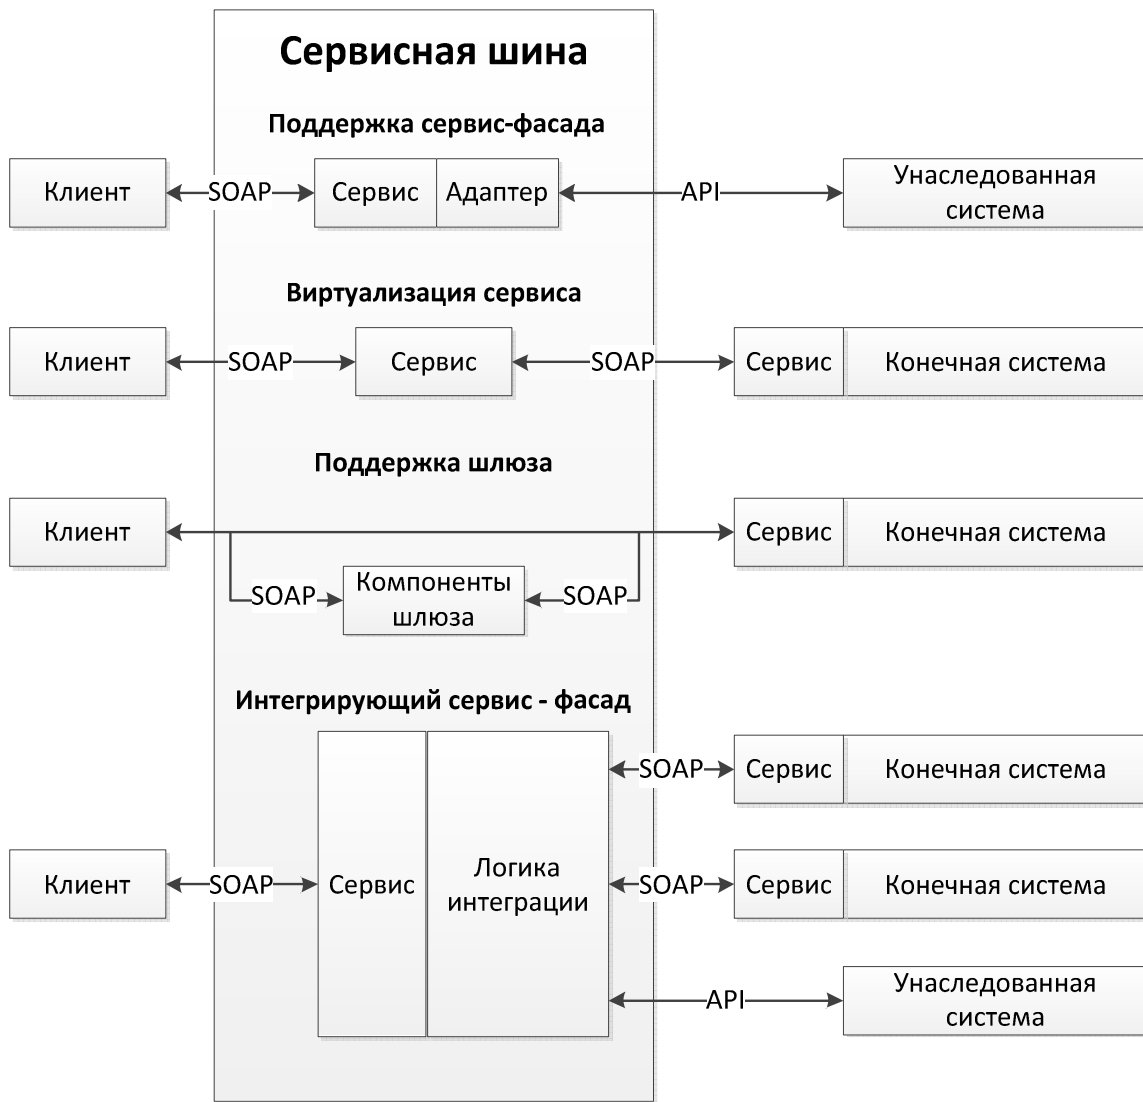 Сервисная шина
Поддержка сервис-фасада
Клиент
SOAP
Сервис
Адаптер
API
Унаследованная
система
Виртуализация сервиса
Клиент
SOAP
Сервис
SOAP
Сервис
Конечная система
Поддержка шлюза
Клиент
Сервис
Конечная система
SOAP
Компоненты
шлюза
SOAP
Интегрирующий сервис - фасад
SOAP
Сервис
Конечная система
Клиент
SOAP
Сервис
Логика
интеграции
SOAP
Сервис
Конечная система
API
Унаследованная
система